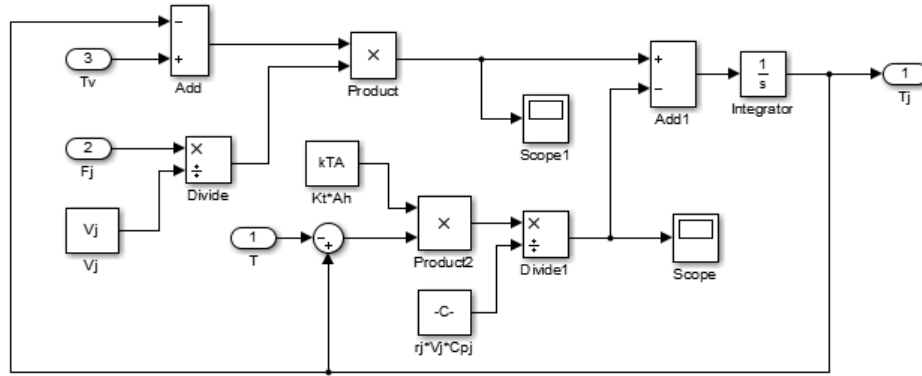 3
Tv
−
+
Add
×
Product
2
Fj
×
÷
Divide
Vj
Vj
kTA
Kt*Ah
1
T
−
+
×
Product2
×
÷
Divide1
-C-
rj*Vj*Cpj
Scope1
Scope
+
−
Add1
1
s
Integrator
1
Tj